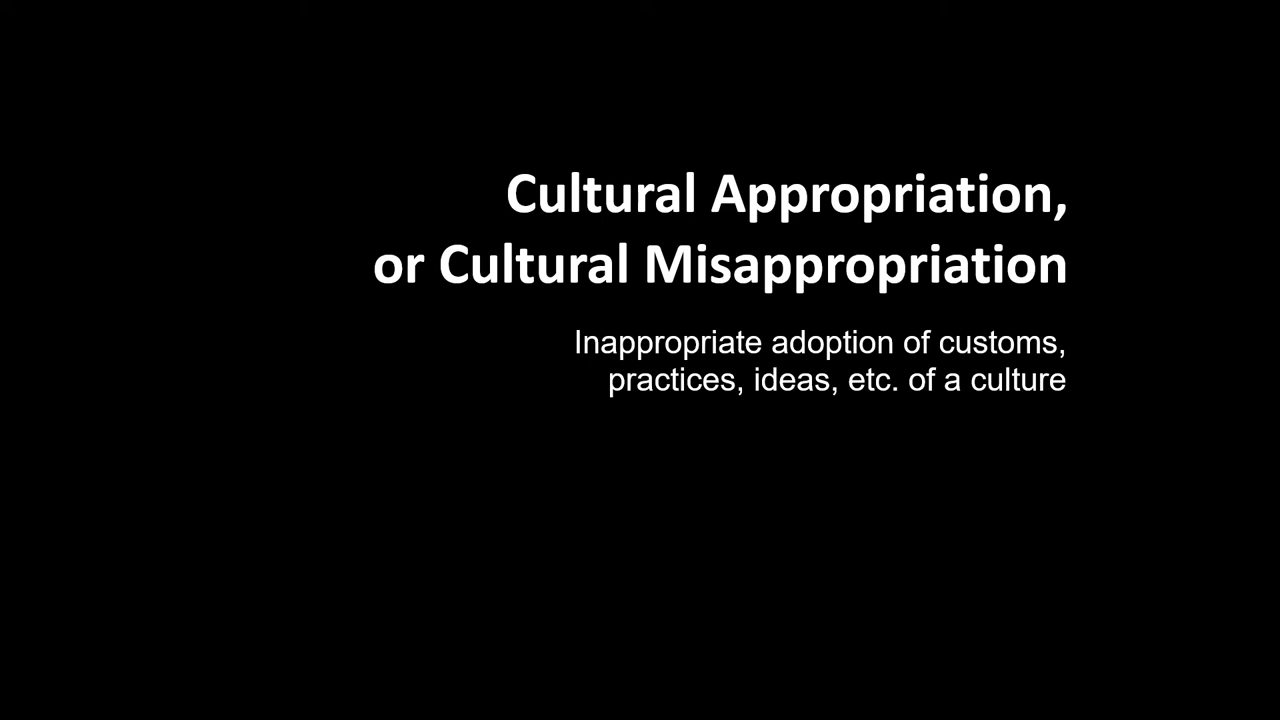 Cultural Appropriation,
or Cultural Misappropriation
Inappropriate adoption of customs,
practices, ideas, etc. of a culture